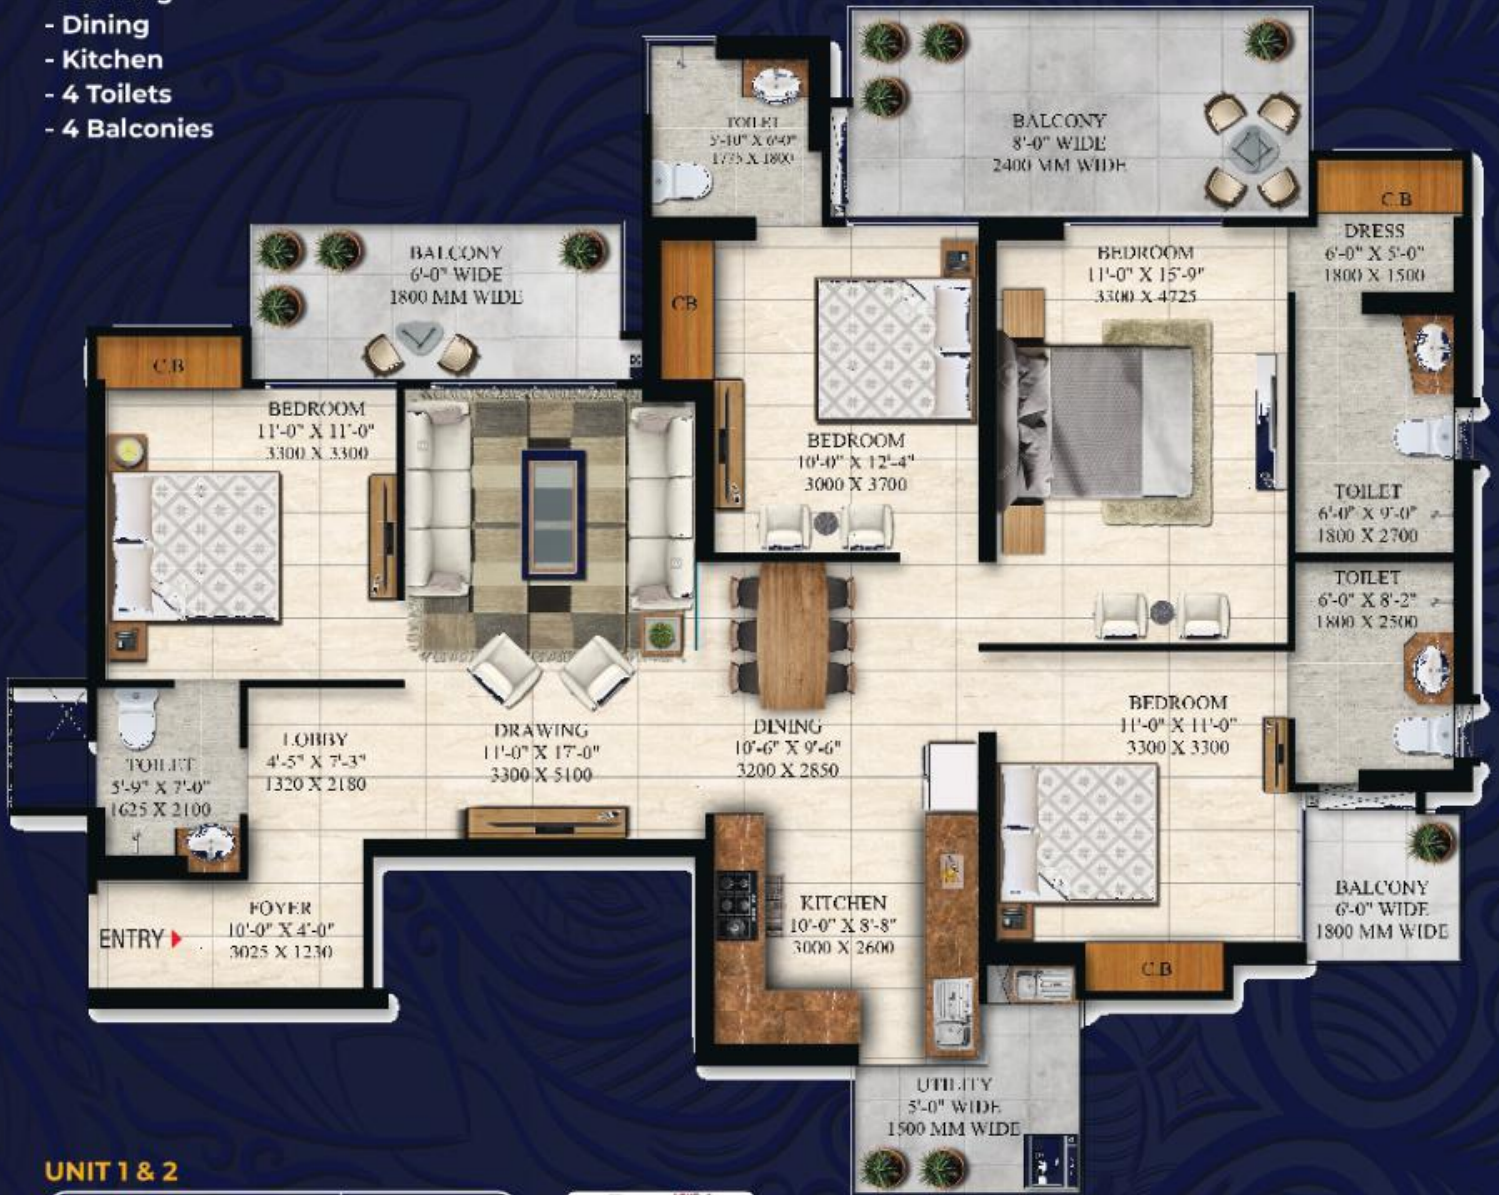 - Dining
- Kitchen
- 4 Toilets
- 4 Balconies
TOILET
5'-10" X 6'0"
1775 X 1800
BALCONY
8'-0" WIDE
2400 MM WIDE
C.B
DRESS
6'-0" X 5'-0"
1800 X 1500
BALCONY
6'-0" WIDE
1800 MM WIDE
C.B
CB
BEDROOM
11'-0" X 15'-9"
3300 X 4725
BEDROOM
11'-0" X 11'-0"
3300 X 3300
BEDROOM
10'-0" X 12'-4"
3000 X 3700
TOILET
6'-0" X 9'-0"
1800 X 2700
TOILET
6'-0" X 8'-2"
1800 X 2500
LOBBY
4'-5" X 7'-3"
1320 X 2180
DRAWING
11'-0" X 17'-0"
3300 X 5100
DINING
10'-6" X 9'-6"
3200 X 2850
BEDROOM
11'-0" X 11'-0"
3300 X 3300
TOILET
5'-9" X 7'-0"
1625 X 2100
FOYER
10'-0" X 4'-0"
3025 X 1230
ENTRY
KITCHEN
10'-0" X 8'-8"
3000 X 2600
BALCONY
6'-0" WIDE
1800 MM WIDE
C.B
UTILITY
5'-0" WIDE
1500 MM WIDE
UNIT 1 & 2